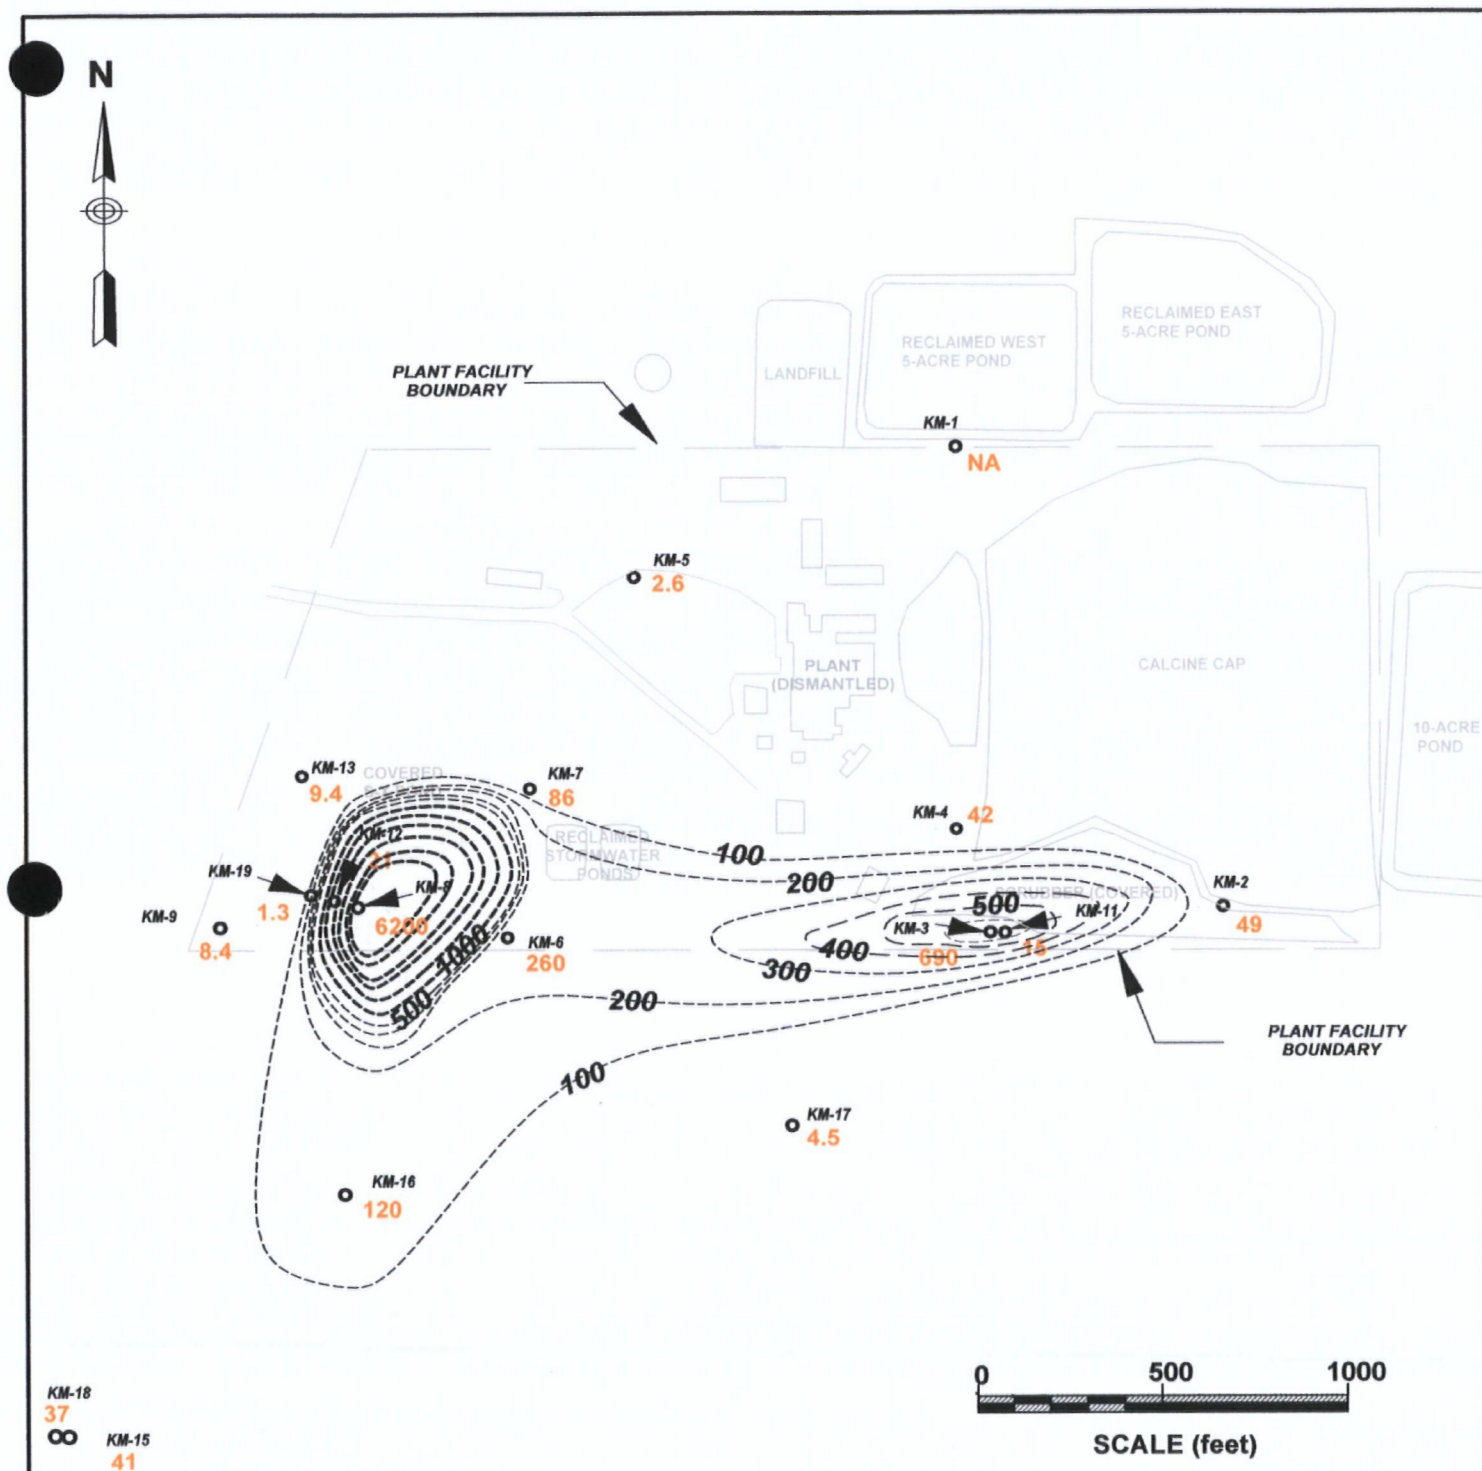 N
RECLAIMED EAST
5-ACRE POND
RECLAIMED WEST
5-ACRE POND
LANDFILL
PLANT FACILITY
BOUNDARY
KM-1
NA
KM-5
2.6
PLANT
(DISMANTLED)
CALCINE CAP
10-ACRE
POND
KM-13
9.4
COVERED
KM-7
86
KM-4
42
KM-12
21
RECLAIMED
STORMWATER
PONDS
100
200
KM-19
1.3
KM-8
6200
SCRUBBER (COVERED)
500
KM-11
15
KM-2
49
KM-9
8.4
KM-6
260
1000
KM-3
690
400
300
500
200
PLANT FACILITY
BOUNDARY
100
KM-17
4.5
KM-16
120
0 500 1000
SCALE (feet)
KM-18
37
KM-15
41